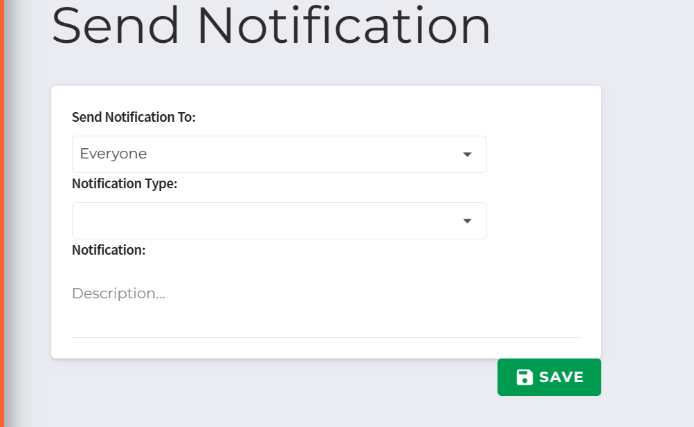 Send Notification
Send Notification To:
Everyone
Notification Type:
Notification:
Description...
SAVE